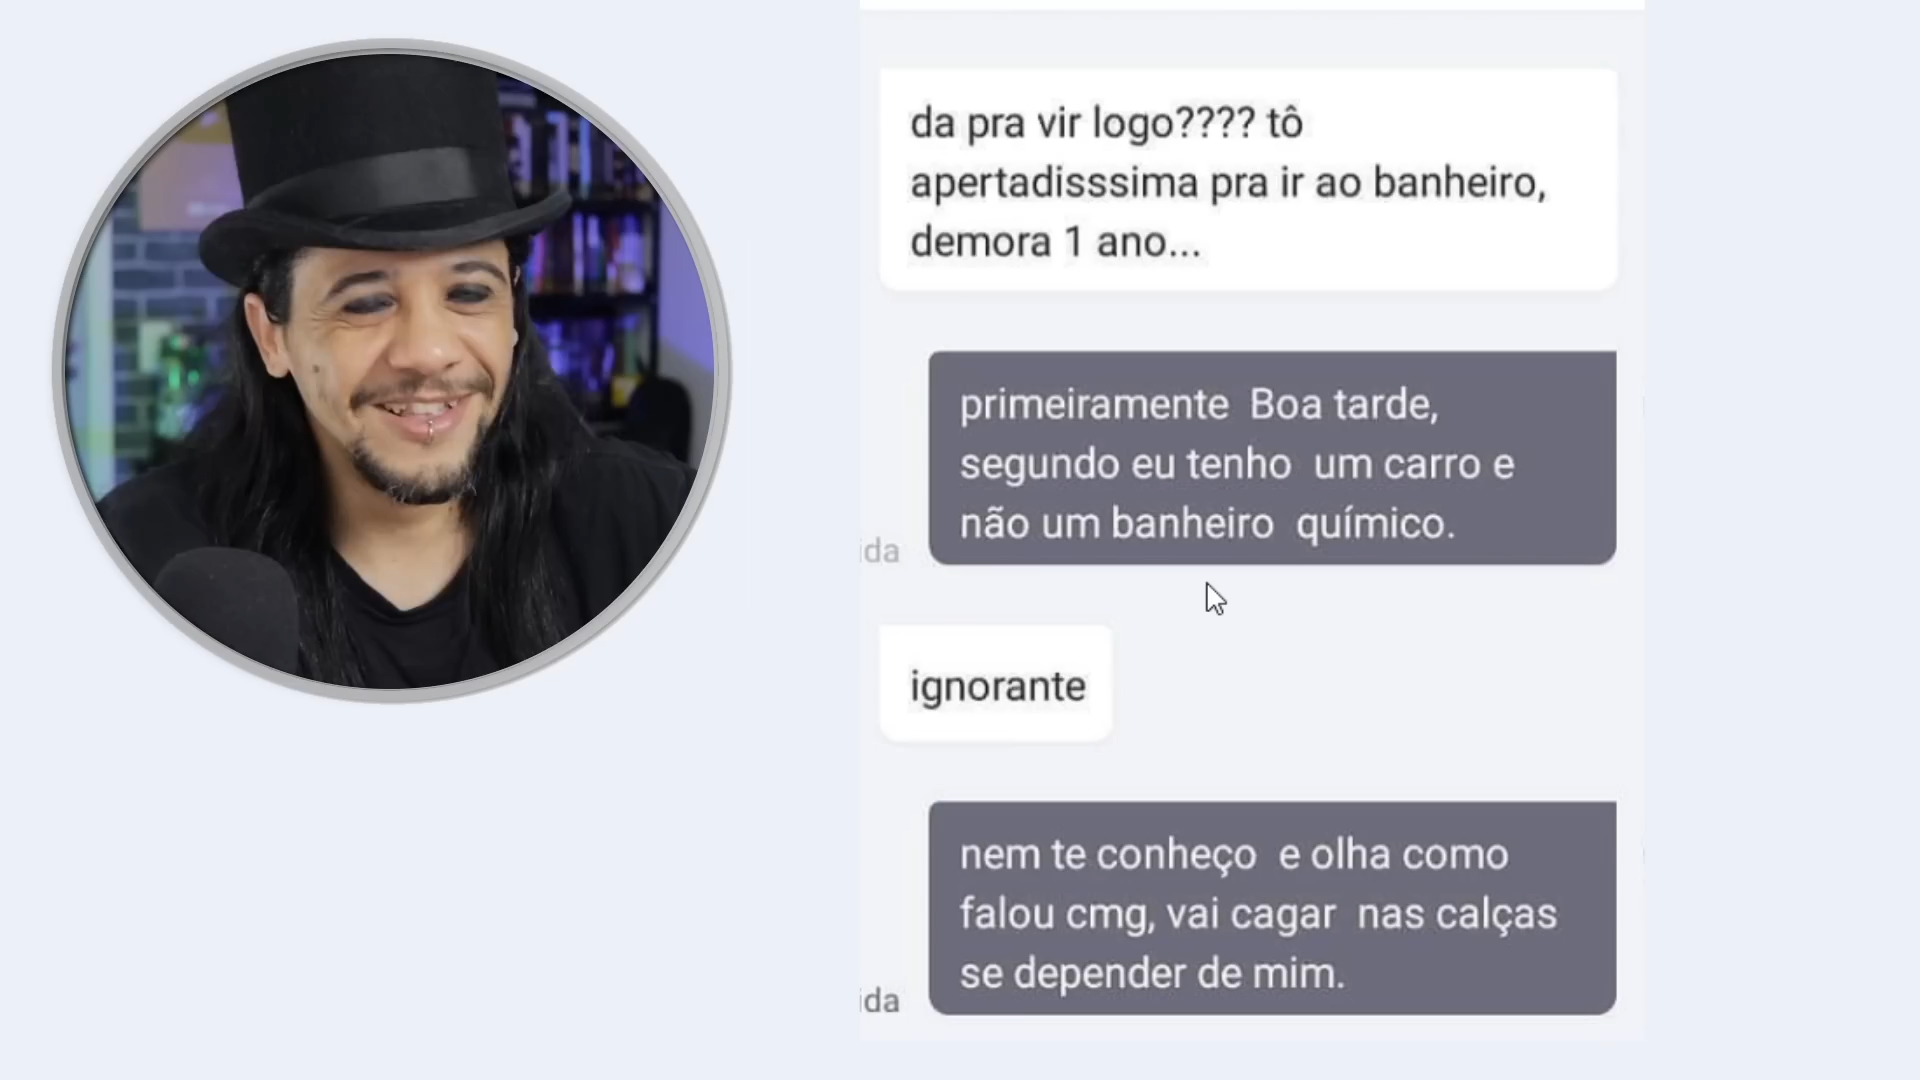 da pra vir logo???? tô
apertadisssima pra ir ao banheiro,
demora 1 ano...
primeiramente Boa tarde,
segundo eu tenho um carro e
não um banheiro químico.
ida
ignorante
nem te conheço e olha como
falou cmg, vai cagar nas calças
se depender de mim.
ida